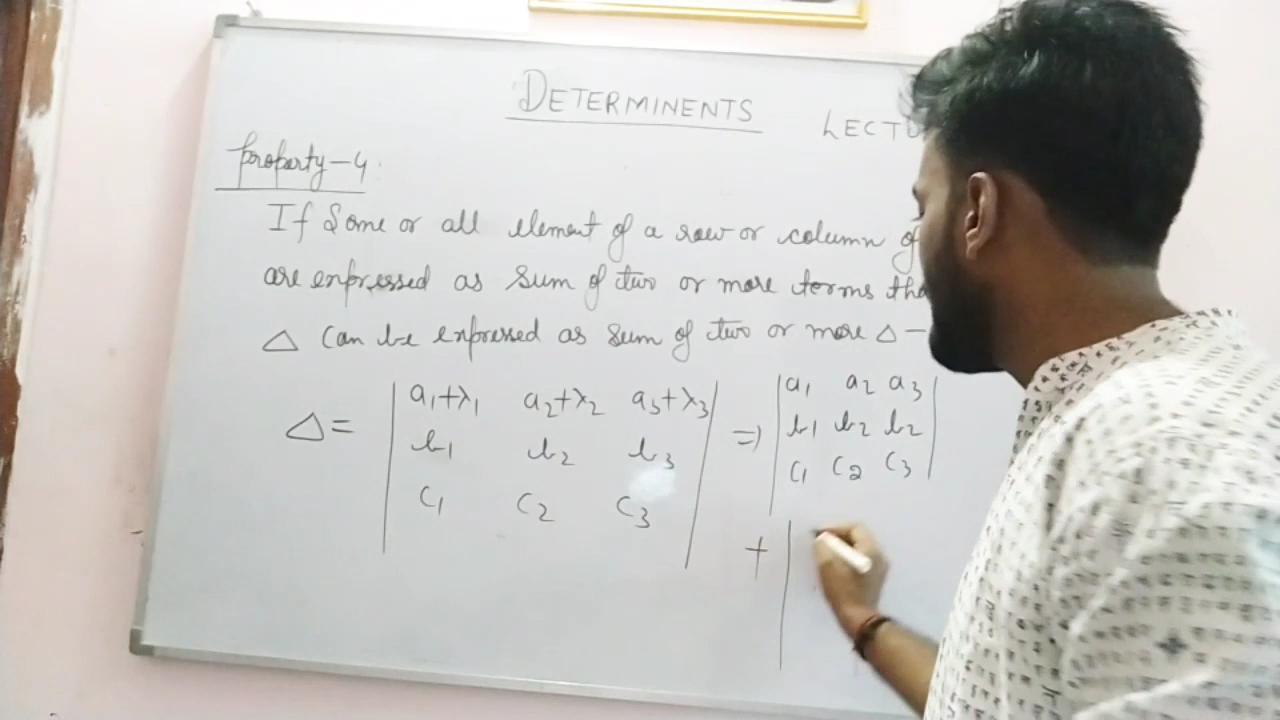 DETERMINENTS
LECTU
Property-4:
If Some or all element of a row or column of
are expressed as sum of two or more terms the
△ can be expressed as sum of two or more △ —
△ = | a₁+λ₁ a₂+λ₂ a₃+λ₃ | => | a₁ a₂ a₃ |
| b₁ b₂ b₃ | | b₁ b₂ b₂ |
| c₁ c₂ c₃ | | c₁ c₂ c₃ |
+ |